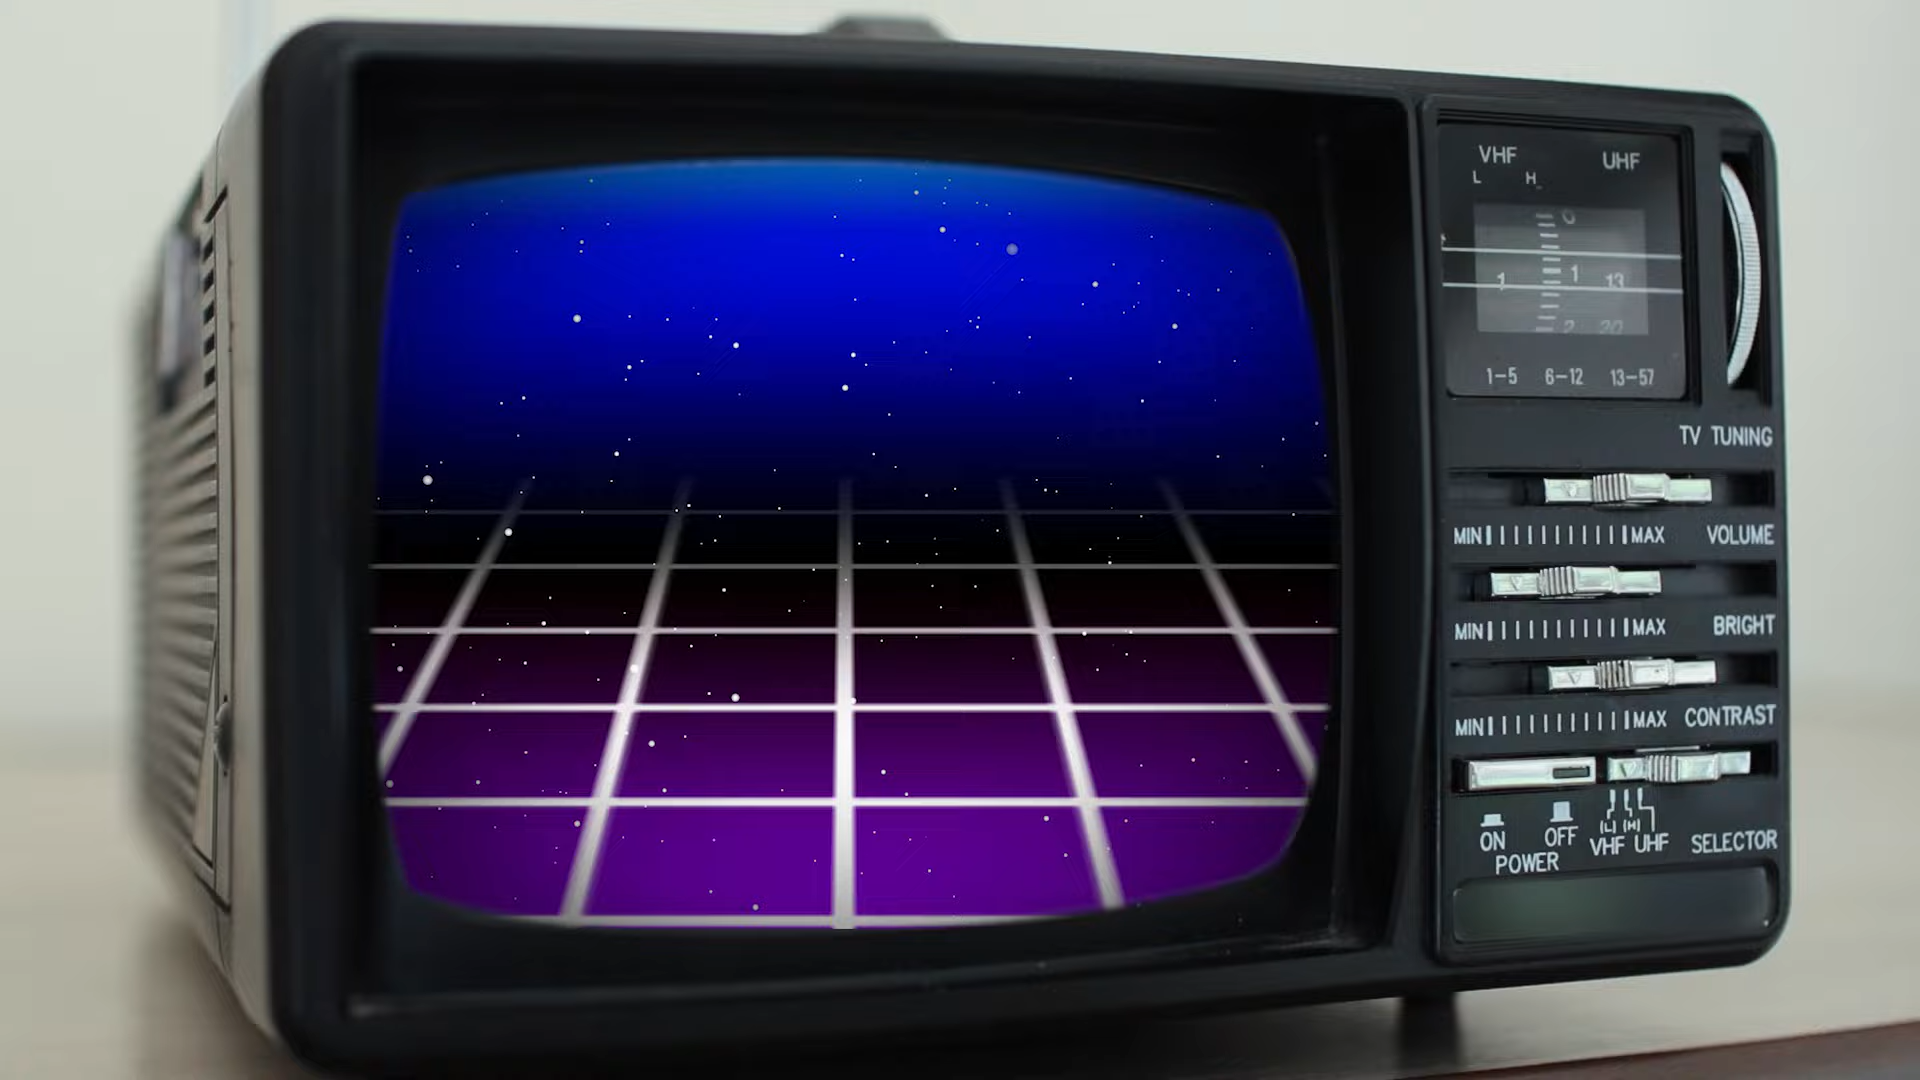 VHF UHF
L H
0
1 1 13
2 20
1-5 6-12 13-57
TV TUNING
MIN MAX VOLUME
MIN MAX BRIGHT
MIN MAX CONTRAST
ON OFF (L) (H)
VHF UHF SELECTOR
POWER